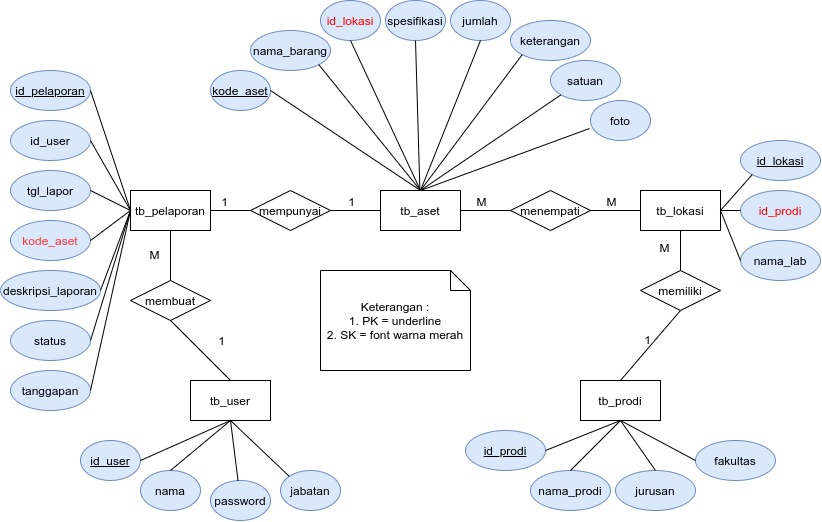 id_lokasi
spesifikasi
jumlah
nama_barang
keterangan
kode_aset
satuan
foto
id_pelaporan
id_user
tgl_lapor
kode_aset
deskripsi_laporan
status
tanggapan
id_lokasi
id_prodi
nama_lab
tb_pelaporan
1
mempunyai
1
tb_aset
M
menempati
M
tb_lokasi
M
membuat
1
M
memiliki
1
Keterangan :
1. PK = underline
2. SK = font warna merah
tb_user
tb_prodi
id_user
nama
password
jabatan
id_prodi
nama_prodi
jurusan
fakultas